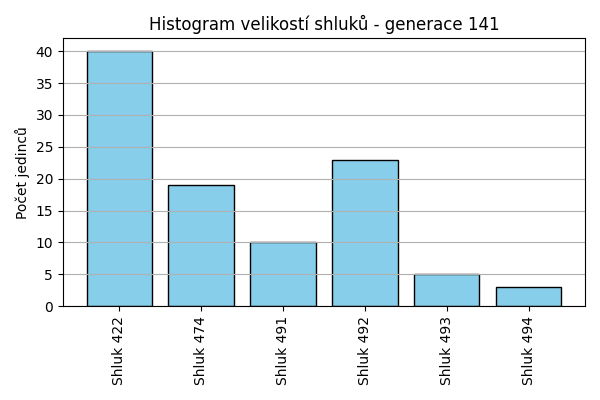 Histogram velikostí shluků - generace 141
Počet jedinců
40
35
30
25
20
15
10
5
0
Shluk 422
Shluk 474
Shluk 491
Shluk 492
Shluk 493
Shluk 494